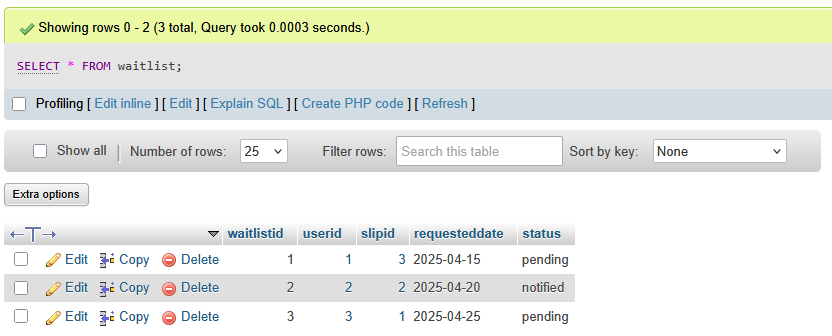 Showing rows 0 - 2 (3 total, Query took 0.0003 seconds.)
SELECT * FROM waitlist;
Profiling [ Edit inline ] [ Edit ] [ Explain SQL ] [ Create PHP code ] [ Refresh ]
Show all Number of rows: 25 Filter rows: Search this table Sort by key: None
Extra options
waitlistid userid slipid requesteddate status
Edit Copy Delete 1 1 3 2025-04-15 pending
Edit Copy Delete 2 2 2 2025-04-20 notified
Edit Copy Delete 3 3 1 2025-04-25 pending